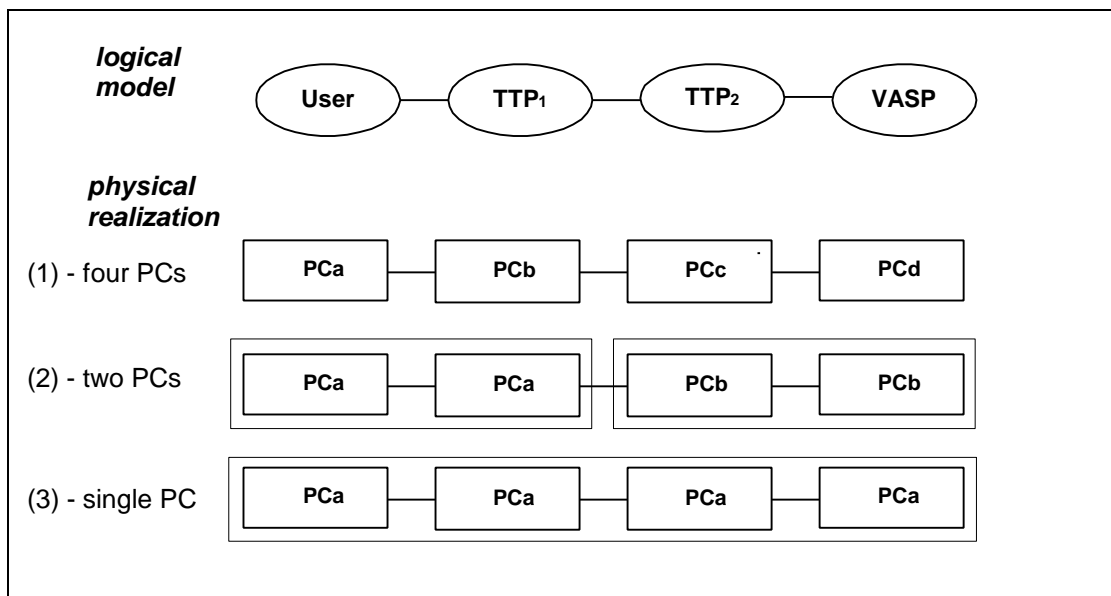 logical
model
User TTP1 TTP2 VASP
physical
realization
(1) - four PCs PCa PCb PCc PCd
(2) - two PCs PCa PCa PCb PCb
(3) - single PC PCa PCa PCa PCa